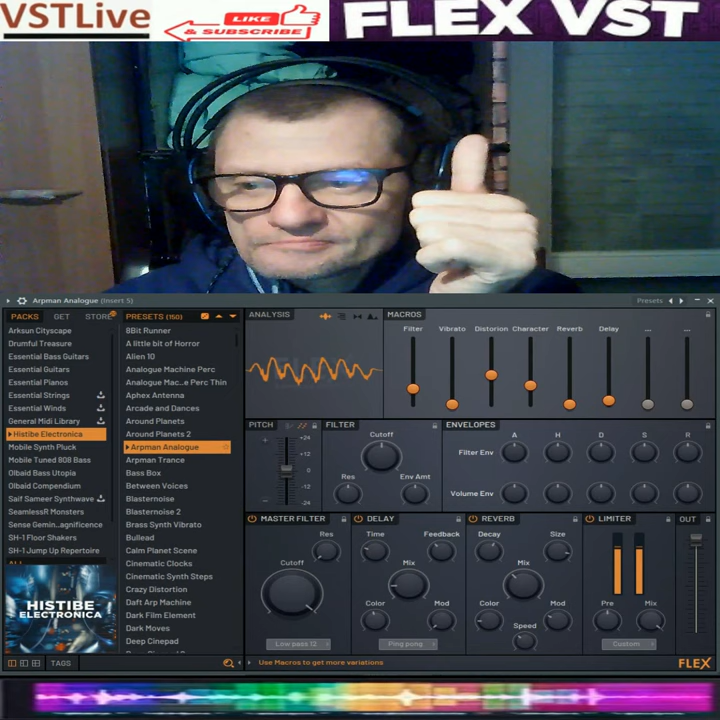 VSTLive
LIKE
& SUBSCRIBE
FLEX VST
Arpman Analogue (Insert 5)
Presets
PACKS GET STORE
Arksun Cityscape
Drumful Treasure
Essential Bass Guitars
Essential Guitars
Essential Pianos
Essential Strings
Essential Winds
General Midi Library
Histibe Electronica
Mobile Synth Pluck
Mobile Tuned 808 Bass
Olbaid Bass Utopia
Olbaid Compendium
Saif Sameer Synthwave
SeamlessR Monsters
Sense Gemin...agnificence
SH-1 Floor Shakers
SH-1 Jump Up Repertoire
ALL
HISTIBE
ELECTRONICA
TAGS
PRESETS (150)
8Bit Runner
A little bit of Horror
Alien 10
Analogue Machine Perc
Analogue Mac...e Perc Thin
Aphex Antenna
Arcade and Dances
Around Planets
Around Planets 2
Arpman Analogue
Arpman Trance
Bass Box
Between Voices
Blasternoise
Blasternoise 2
Brass Synth Vibrato
Bullead
Calm Planet Scene
Cinematic Clocks
Cinematic Synth Steps
Crazy Distortion
Daft Arp Machine
Dark Film Element
Dark Moves
Deep Cinepad
ANALYSIS
MACROS
Filter Vibrato Distortion Character Reverb Delay ... ...
PITCH
+24
+12
0
-12
-24
FILTER
Cutoff
Res
Env Amt
ENVELOPES
A H D S R
Filter Env
Volume Env
MASTER FILTER
Res
Cutoff
Low pass 12
DELAY
Time
Feedback
Mix
Color
Mod
Ping pong
REVERB
Decay
Size
Mix
Color
Mod
Speed
LIMITER
Pre
Mix
Custom
OUT
Use Macros to get more variations
FLEX